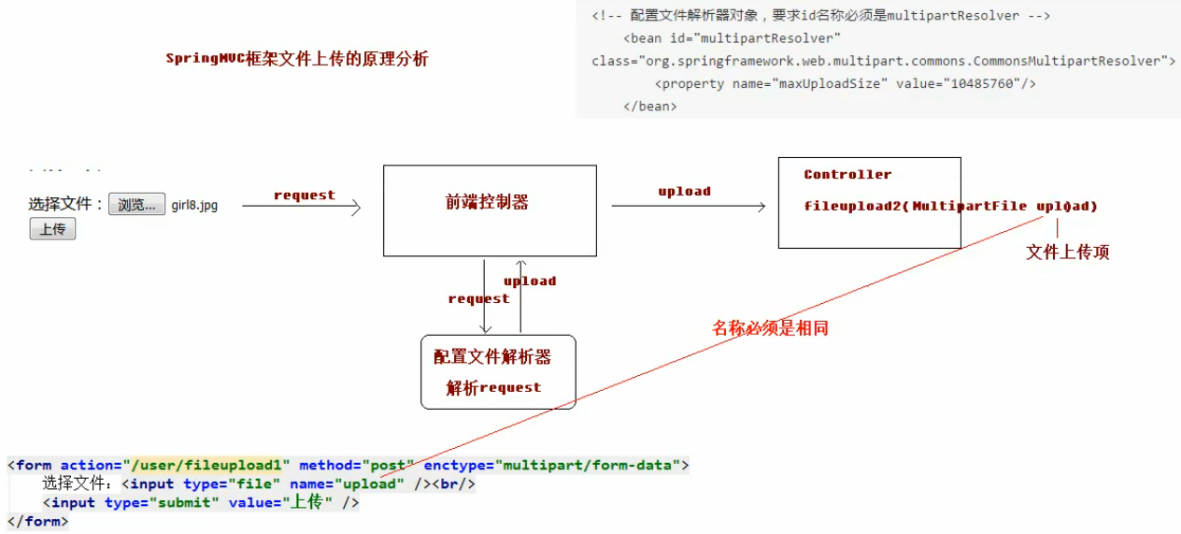 <!-- 配置文件解析器对象，要求id名称必须是multipartResolver -->
<bean id="multipartResolver"
class="org.springframework.web.multipart.commons.CommonsMultipartResolver">
<property name="maxUploadSize" value="10485760"/>
</bean>
SpringMVC框架文件上传的原理分析
选择文件： 浏览... girl8.jpg
上传
request
前端控制器
upload
Controller
fileupload2(MultipartFile upload)
文件上传项
upload
request
名称必须是相同
配置文件解析器
解析request
<form action="/user/fileupload1" method="post" enctype="multipart/form-data">
选择文件：<input type="file" name="upload" /><br/>
<input type="submit" value="上传" />
</form>